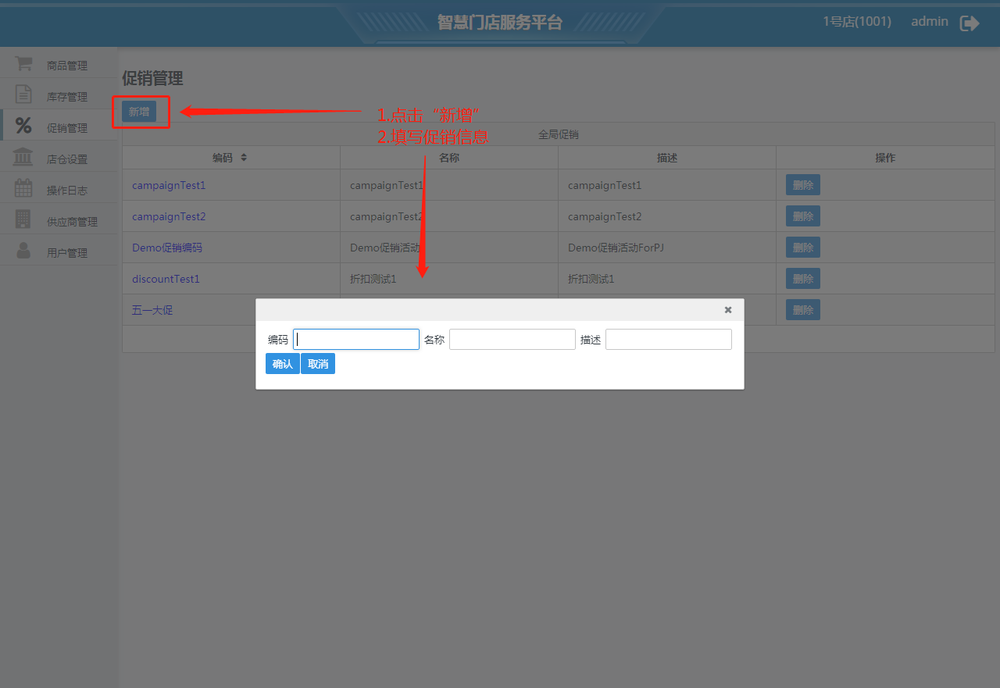 智慧门店服务平台
1号店(1001) admin
商品管理
库存管理
促销管理
店仓设置
操作日志
供应商管理
用户管理
促销管理
新增
1.点击“新增”
2.填写促销信息
全局促销
编码 名称 描述 操作
campaignTest1 campaignTest1 campaignTest1 删除
campaignTest2 campaignTest2 campaignTest2 删除
Demo促销编码 Demo促销活动 Demo促销活动ForPJ 删除
discountTest1 折扣测试1 折扣测试1 删除
五一大促 删除
编码 名称 描述
确认 取消